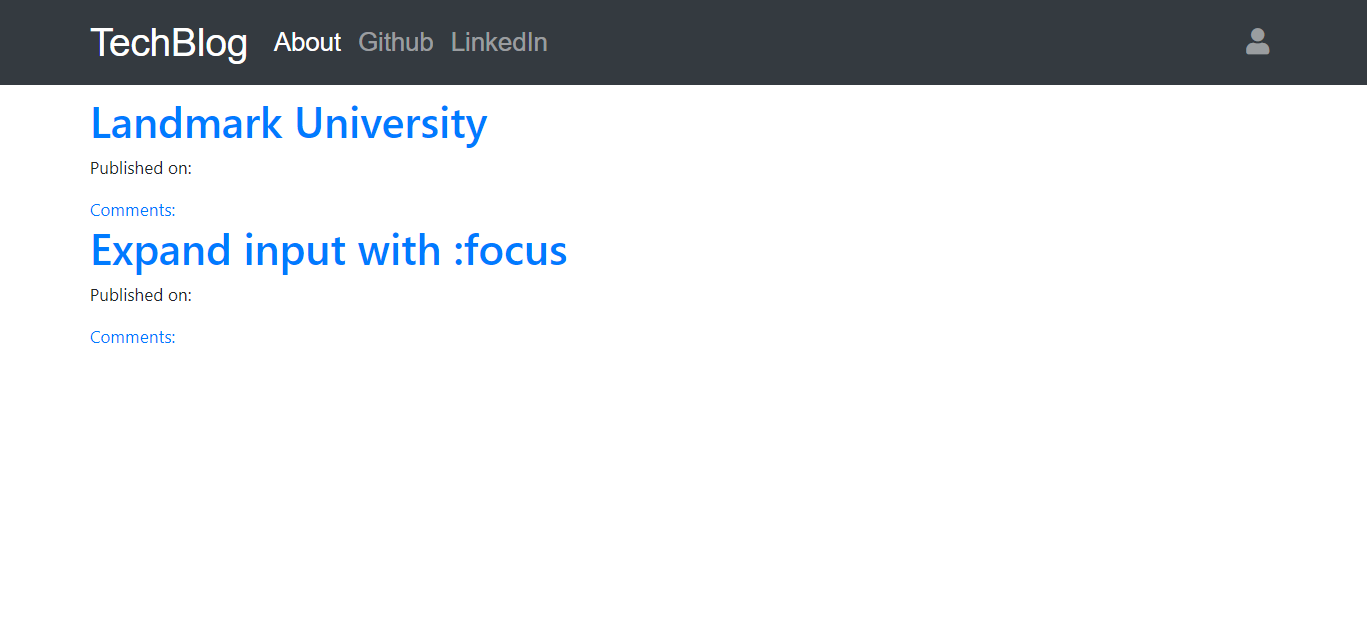 TechBlog About Github LinkedIn
Landmark University
Published on:
Comments:
Expand input with :focus
Published on:
Comments: